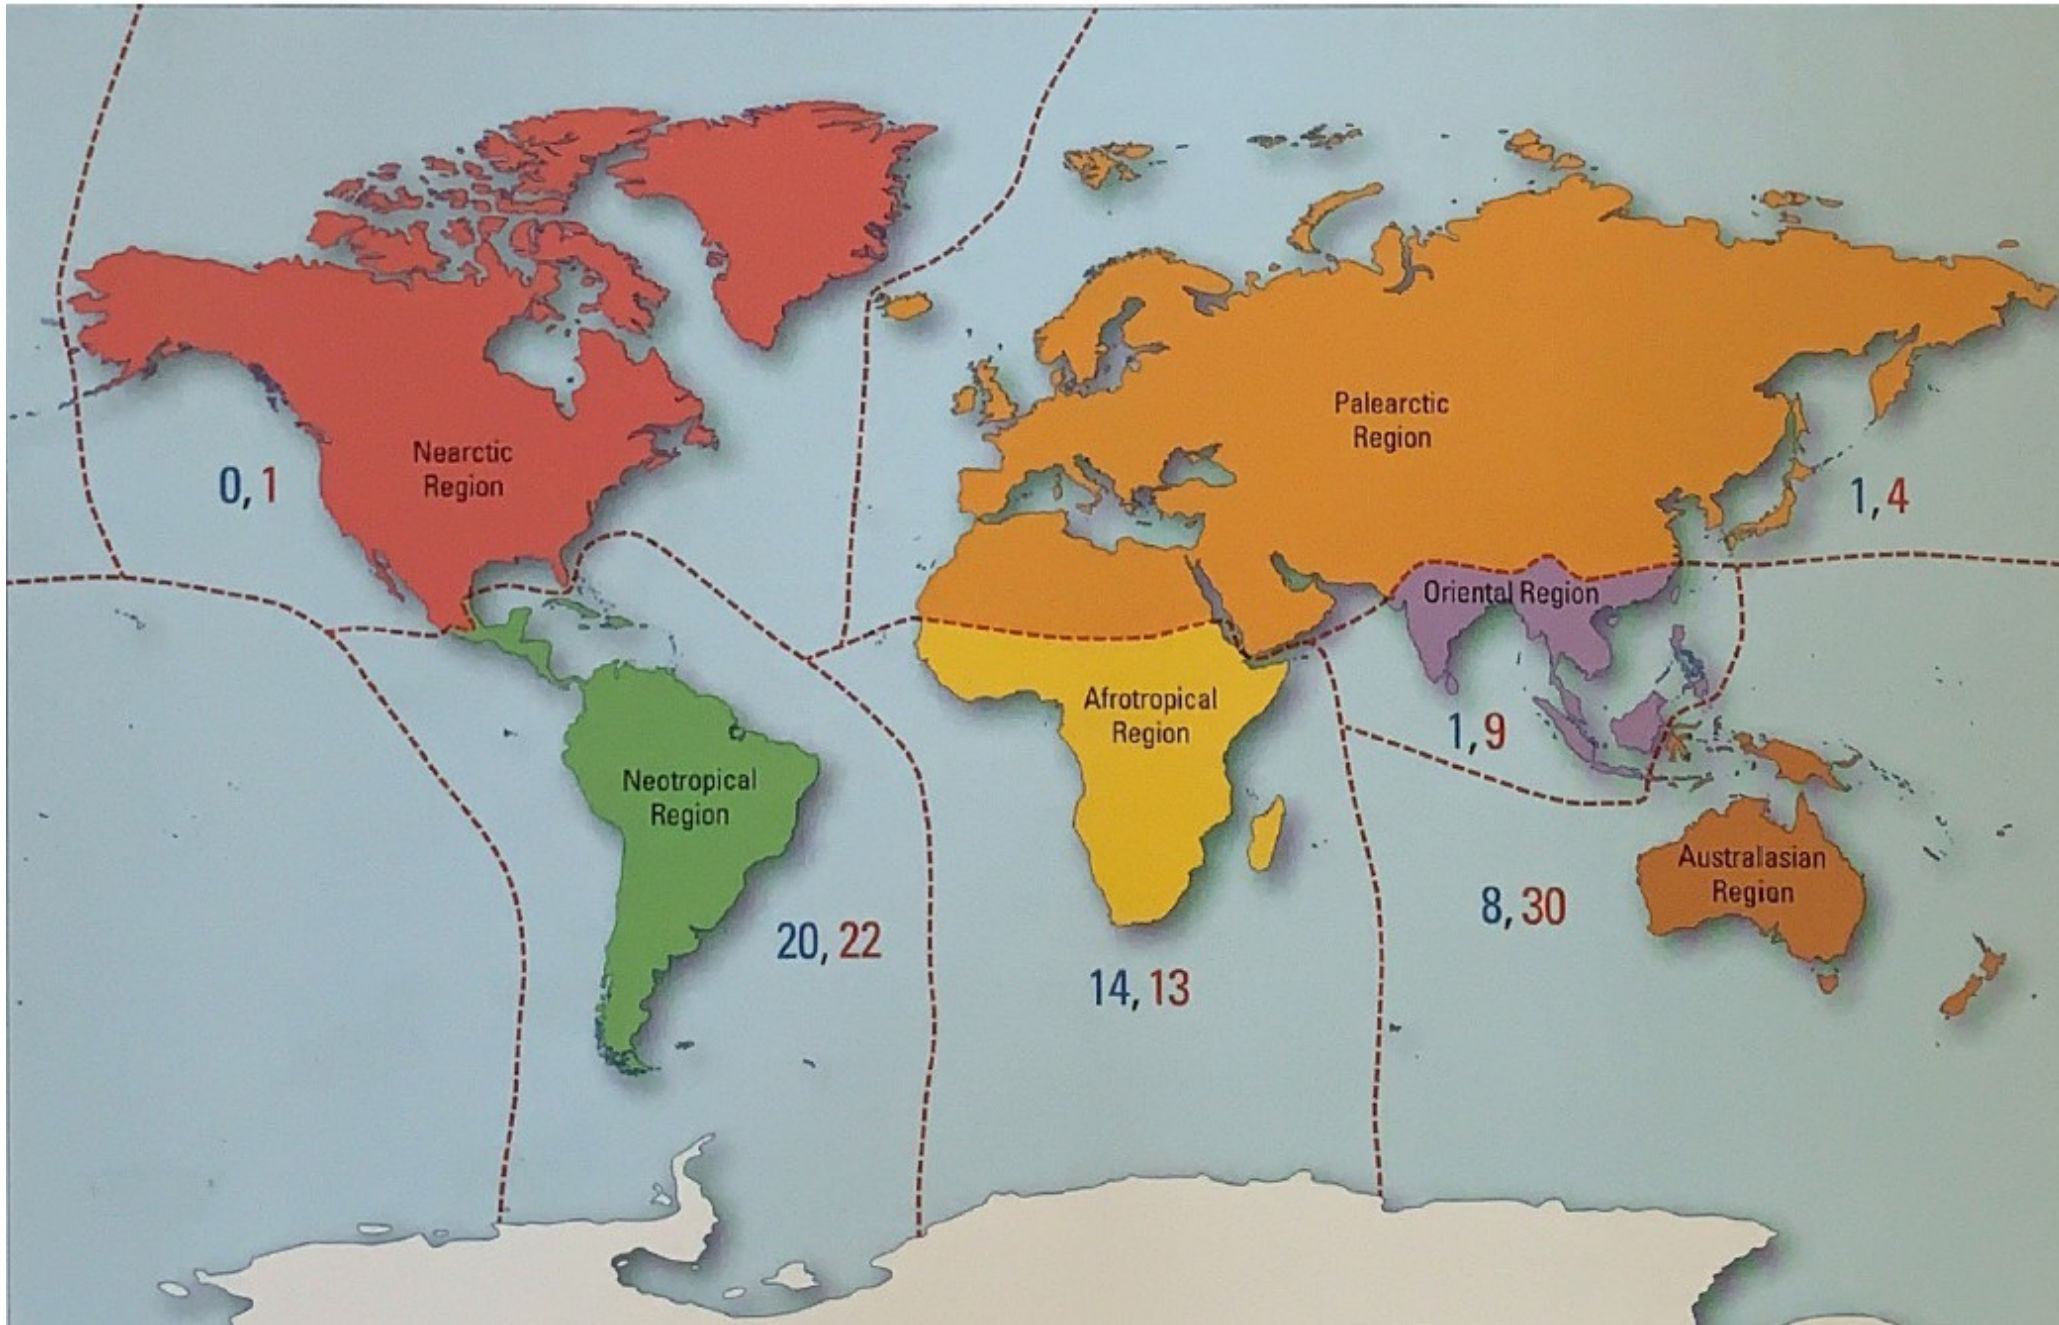 Nearctic
Region
0, 1
Palearctic
Region
1, 4
Oriental Region
1, 9
Afrotropical
Region
14, 13
Neotropical
Region
20, 22
Australasian
Region
8, 30